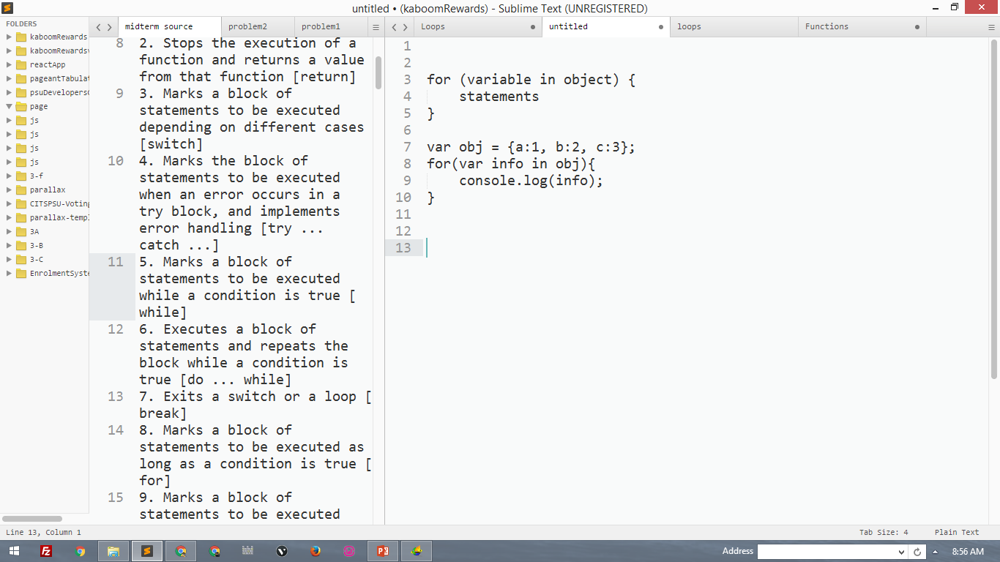 untitled • (kaboomRewards) - Sublime Text (UNREGISTERED)
FOLDERS
kaboomRewards
kaboomRewardsv
reactApp
pageantTabulat
psuDevelopers
page
js
js
js
js
3-f
parallax
CITSPSU-Voting
parallax-templ
3A
3-B
3-C
EnrolmentSyste
midterm source
problem2
problem1
8 2. Stops the execution of a
function and returns a value
from that function [return]
9 3. Marks a block of
statements to be executed
depending on different cases
[switch]
10 4. Marks the block of
statements to be executed
when an error occurs in a
try block, and implements
error handling [try ...
catch ...]
11 5. Marks a block of
statements to be executed
while a condition is true [
while]
12 6. Executes a block of
statements and repeats the
block while a condition is
true [do ... while]
13 7. Exits a switch or a loop [
break]
14 8. Marks a block of
statements to be executed as
long as a condition is true [
for]
15 9. Marks a block of
statements to be executed
Loops
untitled
loops
Functions
1
2
3 for (variable in object) {
4 statements
5 }
6
7 var obj = {a:1, b:2, c:3};
8 for(var info in obj){
9 console.log(info);
10 }
11
12
13
Line 13, Column 1
Tab Size: 4
Plain Text
Address
8:56 AM